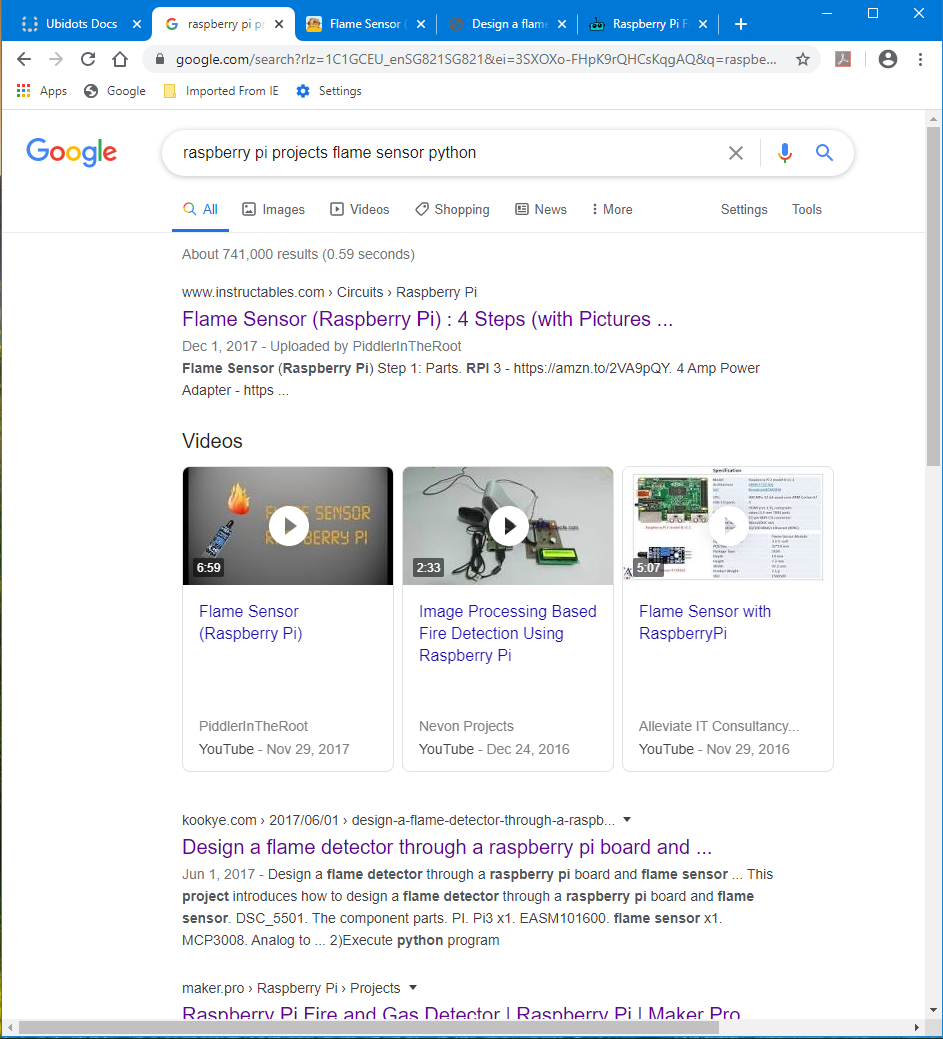 Ubidots Docs
raspberry pi pr
Flame Sensor (
Design a flame
Raspberry Pi F
google.com/search?rlz=1C1GCEU_enSG821SG821&ei=3SXOXo-FHpK9rQHCsKqgAQ&q=raspbe...
Apps Google Imported From IE Settings
Google
raspberry pi projects flame sensor python
All Images Videos Shopping News More Settings Tools
About 741,000 results (0.59 seconds)
www.instructables.com › Circuits › Raspberry Pi
Flame Sensor (Raspberry Pi) : 4 Steps (with Pictures ...
Dec 1, 2017 - Uploaded by PiddlerInTheRoot
Flame Sensor (Raspberry Pi) Step 1: Parts. RPI 3 - https://amzn.to/2VA9pQY. 4 Amp Power
Adapter - https ...
Videos
FLAME SENSOR
RASPBERRY PI
6:59
Flame Sensor
(Raspberry Pi)
PiddlerInTheRoot
YouTube - Nov 29, 2017
2:33
Image Processing Based
Fire Detection Using
Raspberry Pi
Nevon Projects
YouTube - Dec 24, 2016
Specification
5:07
Flame Sensor with
RaspberryPi
Alleviate IT Consultancy...
YouTube - Nov 29, 2016
kookye.com › 2017/06/01 › design-a-flame-detector-through-a-raspb...
Design a flame detector through a raspberry pi board and ...
Jun 1, 2017 - Design a flame detector through a raspberry pi board and flame sensor ... This
project introduces how to design a flame detector through a raspberry pi board and flame
sensor. DSC_5501. The component parts. PI. Pi3 x1. EASM101600. flame sensor x1.
MCP3008. Analog to ... 2)Execute python program
maker.pro › Raspberry Pi › Projects
Raspberry Pi Fire and Gas Detector | Raspberry Pi | Maker Pro